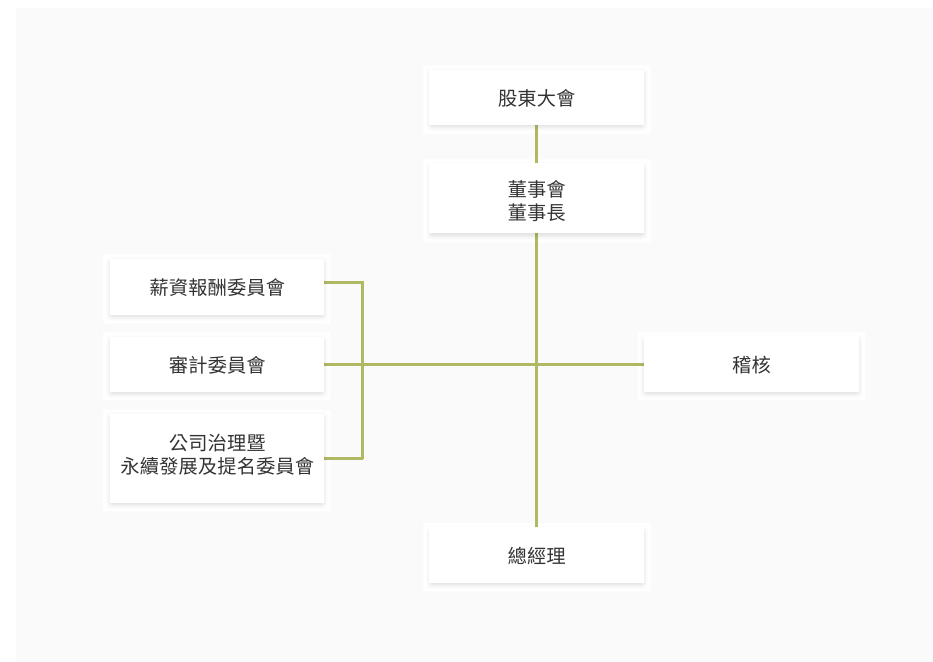 股東大會
董事會
董事長
薪資報酬委員會
審計委員會
稽核
公司治理暨
永續發展及提名委員會
總經理